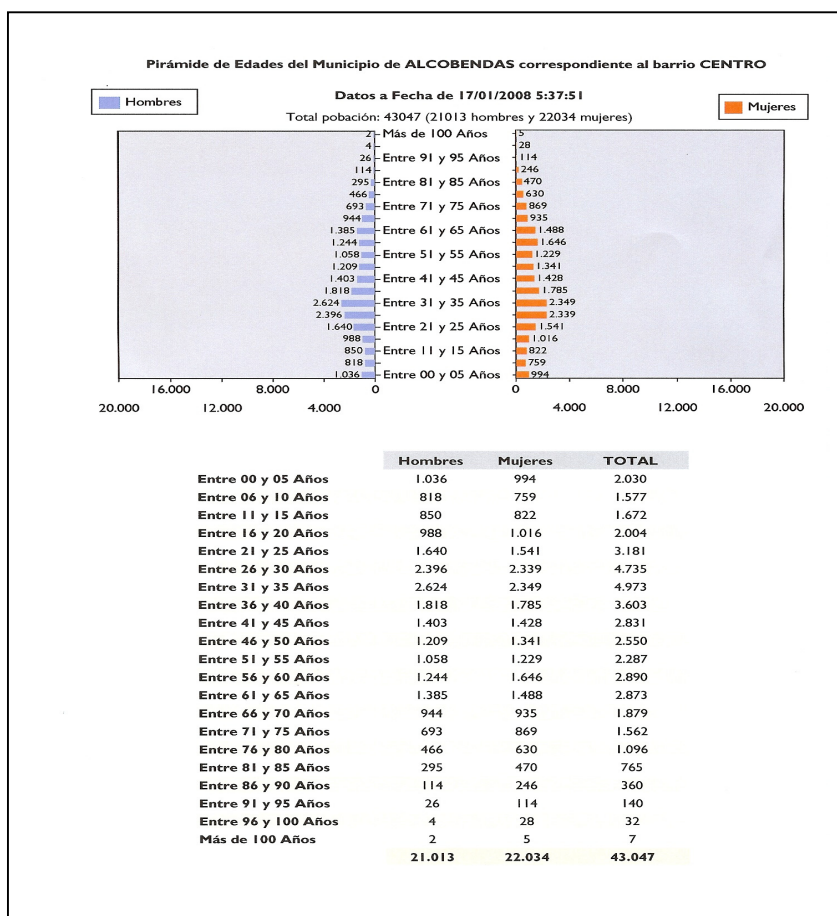 Pirámide de Edades del Municipio de ALCOBENDAS correspondiente al barrio CENTRO
Hombres
Datos a Fecha de 17/01/2008 5:37:51
Mujeres
Total pobación: 43047 (21013 hombres y 22034 mujeres)
2 Más de 100 Años 5
4 28
26 Entre 91 y 95 Años 114
114 246
295 Entre 81 y 85 Años 470
466 630
693 Entre 71 y 75 Años 869
944 935
1.385 Entre 61 y 65 Años 1.488
1.244 1.646
1.058 Entre 51 y 55 Años 1.229
1.209 1.341
1.403 Entre 41 y 45 Años 1.428
1.818 1.785
2.624 Entre 31 y 35 Años 2.349
2.396 2.339
1.640 Entre 21 y 25 Años 1.541
988 1.016
850 Entre 11 y 15 Años 822
818 759
1.036 Entre 00 y 05 Años 994
16.000 8.000 0 0 8.000 16.000
20.000 12.000 4.000 4.000 12.000 20.000
Hombres Mujeres TOTAL
Entre 00 y 05 Años 1.036 994 2.030
Entre 06 y 10 Años 818 759 1.577
Entre 11 y 15 Años 850 822 1.672
Entre 16 y 20 Años 988 1.016 2.004
Entre 21 y 25 Años 1.640 1.541 3.181
Entre 26 y 30 Años 2.396 2.339 4.735
Entre 31 y 35 Años 2.624 2.349 4.973
Entre 36 y 40 Años 1.818 1.785 3.603
Entre 41 y 45 Años 1.403 1.428 2.831
Entre 46 y 50 Años 1.209 1.341 2.550
Entre 51 y 55 Años 1.058 1.229 2.287
Entre 56 y 60 Años 1.244 1.646 2.890
Entre 61 y 65 Años 1.385 1.488 2.873
Entre 66 y 70 Años 944 935 1.879
Entre 71 y 75 Años 693 869 1.562
Entre 76 y 80 Años 466 630 1.096
Entre 81 y 85 Años 295 470 765
Entre 86 y 90 Años 114 246 360
Entre 91 y 95 Años 26 114 140
Entre 96 y 100 Años 4 28 32
Más de 100 Años 2 5 7
21.013 22.034 43.047